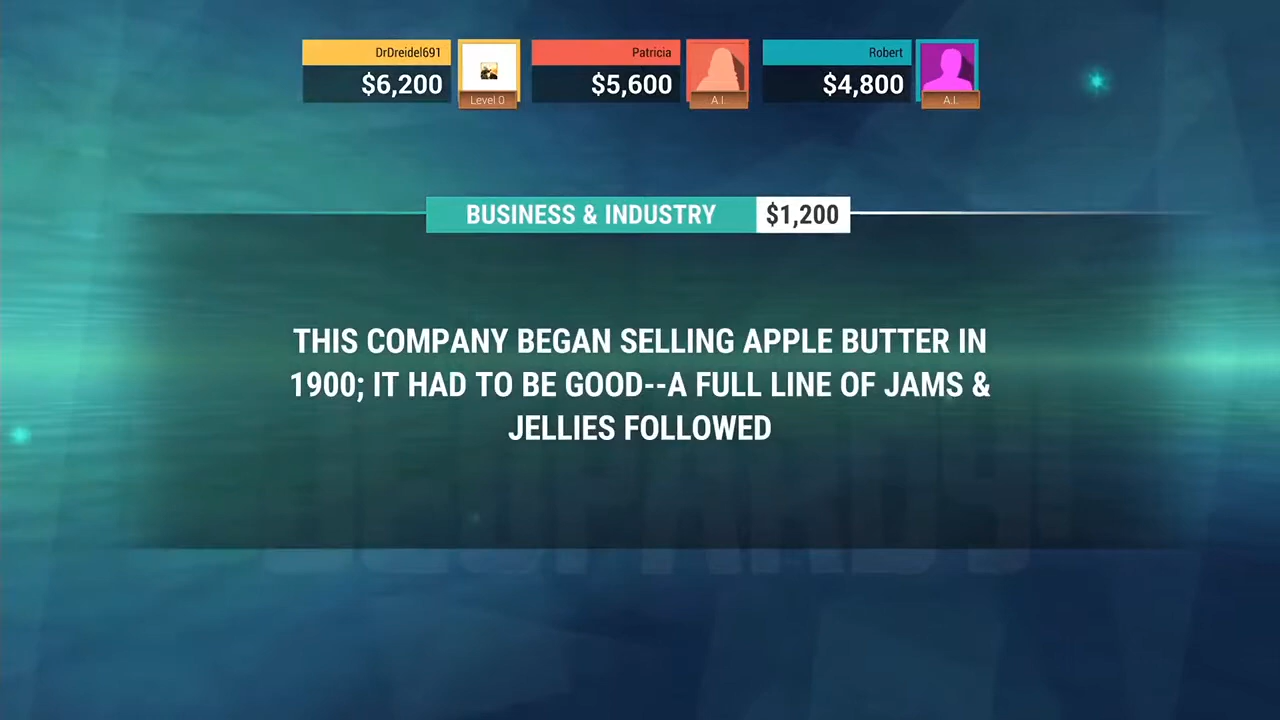 DrDreidel691
$6,200
Level 0
Patricia
$5,600
A.I.
Robert
$4,800
A.I.
BUSINESS & INDUSTRY $1,200
THIS COMPANY BEGAN SELLING APPLE BUTTER IN
1900; IT HAD TO BE GOOD--A FULL LINE OF JAMS &
JELLIES FOLLOWED
JEOPARDY!